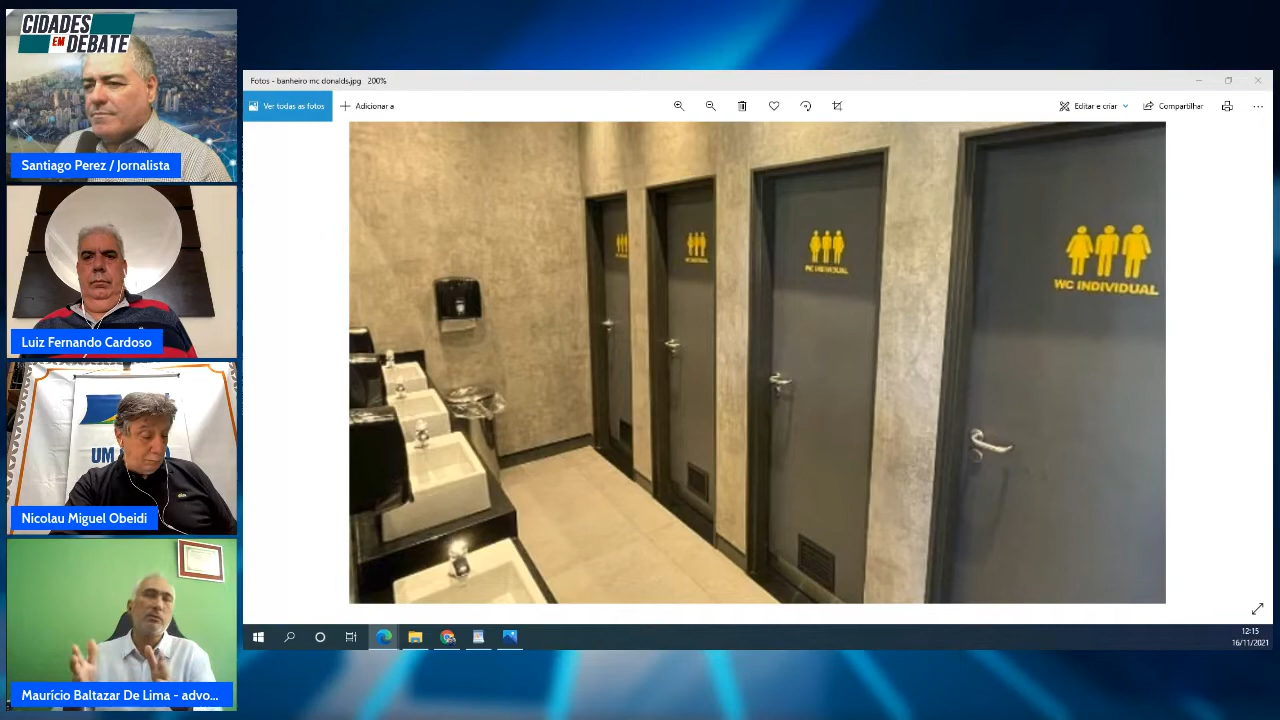 CIDADES
EM DEBATE
Santiago Perez / Jornalista
Luiz Fernando Cardoso
UM
Nicolau Miguel Obeidi
Maurício Baltazar De Lima - advo...
Fotos - banheiro mc donalds.jpg 200%
Ver todas as fotos
Adicionar a
Editar e criar
Compartilhar
WC INDIVIDUAL
WC INDIVIDUAL
WC INDIVIDUAL
12:15
16/11/2021